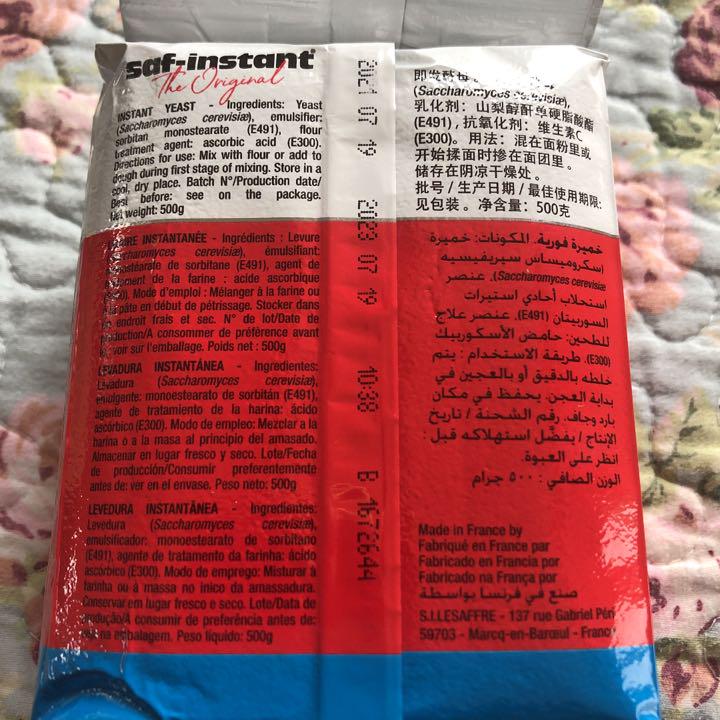 saf-instant®
The Original
INSTANT YEAST - Ingredients: Yeast
(Saccharomyces cerevisiæ), emulsifier:
sorbitan monostearate (E491), flour
treatment agent: ascorbic acid (E300).
Directions for use: Mix with flour or add to
dough during first stage of mixing. Store in a
cool, dry place. Batch N°/Production date/
Best before: see on the package.
Net weight: 500g
INSTANTANÉE - Ingrédients : Levure
cerevisiæ), émulsifiant:
de sorbitane (E491), agent de
de la farine : acide ascorbique
Mode d'emploi : Mélanger à la farine ou
pâte en début de pétrissage. Stocker dans
endroit frais et sec. N° de lot/Date de
production/A consommer de préférence avant
voir sur l'emballage. Poids net : 500g
LEVADURA INSTANTÁNEA - Ingredientes:
Levadura (Saccharomyces cerevisiæ),
emulgente: monoestearato de sorbitán (E491),
agente de tratamiento de la harina: ácido
ascórbico (E300). Modo de empleo: Mezclar a la
harina o a la masa al principio del amasado.
Almacenar en lugar fresco y seco. Lote/Fecha
de producción/Consumir preferentemente
antes de: ver en el envase. Peso neto: 500g
LEVEDURA INSTANTÂNEA - Ingredientes:
Levedura (Saccharomyces cerevisiæ),
emulsificador: monoestearato de sorbitano
(E491), agente de tratamento da farinha: ácido
ascórbico (E300). Modo de emprego: Misturar à
farinha ou à massa no inico da amassadura.
Conservar em lugar fresco e seco. Lote/Data de
produção/A consumir de preferência antes de:
na embalagem. Peso líquido: 500g
2021 07 19
2023 07 19
10:38
B 4672644
即发酵母
(Saccharomyces cerevisiæ),
乳化剂：山梨醇酐单硬脂酸酯
(E491)，抗氧化剂：维生素C
(E300)。用法：混在面粉里或
开始揉面时掺在面团里。
储存在阴凉干燥处。
批号 / 生产日期 / 最佳使用期限:
见包装。净含量：500克
خميرة فورية. المكونات: خميرة
(سكروميساس سيريفيسيه
Saccharomyces cerevisiæ). عنصر
استحلاب أحادي استيرات
السوربيتان (E491). عنصر علاج
للطحين: حامض الأسكوربيك
(E300). طريقة الاستخدام : يتم
خلطه بالدقيق أو بالعجين في
بداية العجن. يحفظ في مكان
بارد وجاف. رقم الشحنة / تاريخ
الإنتاج / يفضّل استهلاكه قبل :
انظر على العبوة.
الوزن الصافي : ٥٠٠ جرام
Made in France by
Fabriqué en France par
Fabricado en Francia por
Fabricado na França por
صنع في فرنسا بواسطة
S.I.LESAFFRE - 137 rue Gabriel Péri
59703 - Marcq-en-Barœul - France